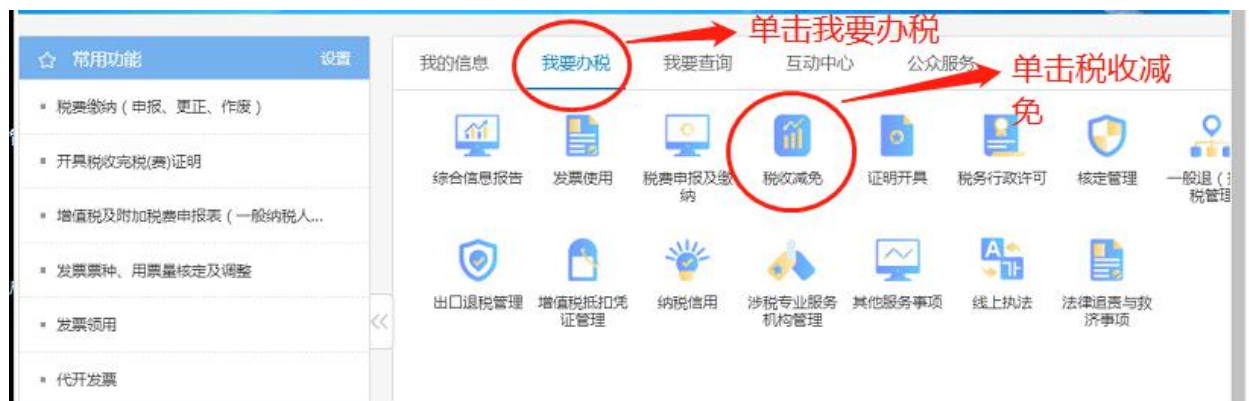 单击我要办税
常用功能 设置
我的信息 我要办税 我要查询 互动中心 公众服务
单击税收减
免
税费缴纳（申报、更正、作废）
开具税收完税(费)证明
增值税及附加税费申报表（一般纳税人...
发票票种、用票量核定及调整
发票领用
代开发票
综合信息报告 发票使用 税费申报及缴 税收减免 证明开具 税务行政许可 核定管理 一般退（
纳 税管理
出口退税管理 增值税抵扣凭 纳税信用 涉税专业服务 其他服务事项 线上执法 法律追责与救
证管理 机构管理 济事项